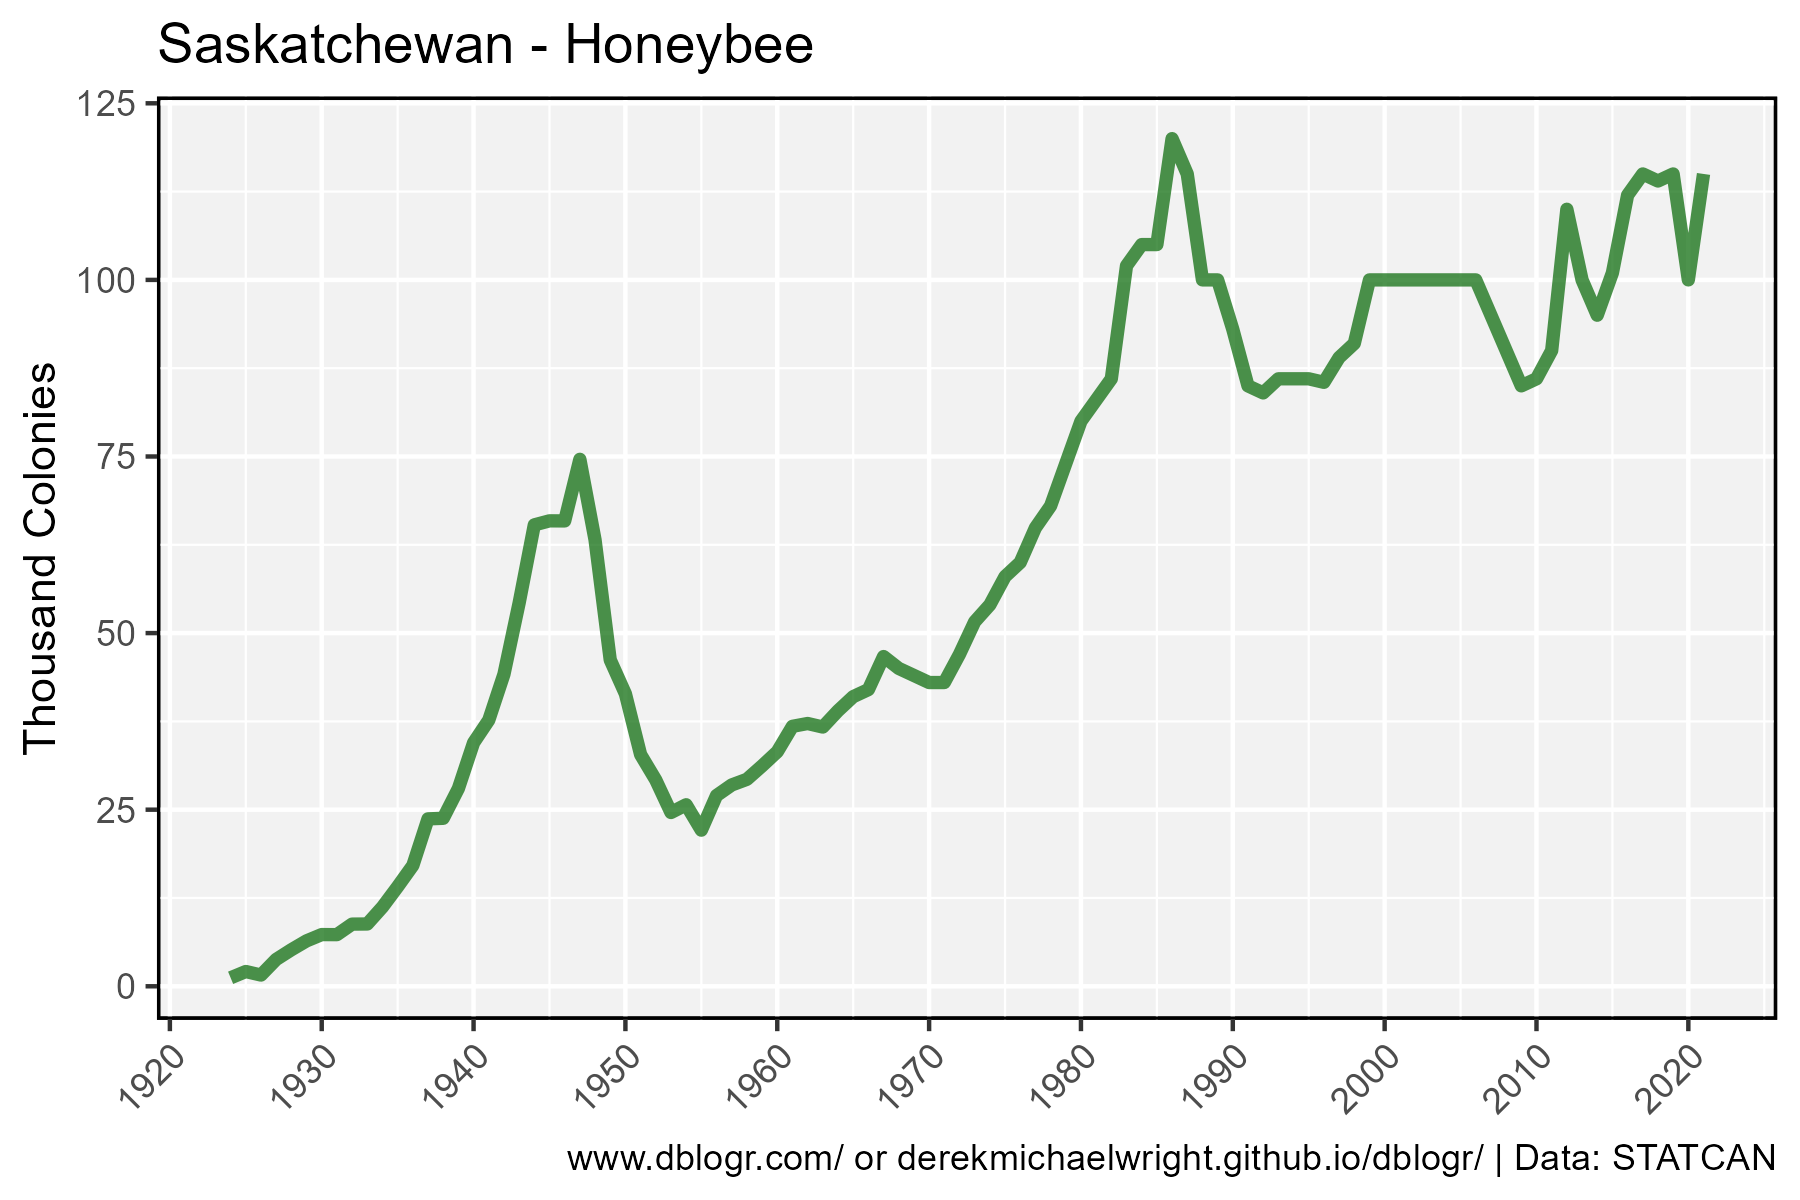 Saskatchewan - Honeybee
Thousand Colonies
125
100
75
50
25
0
1920 1930 1940 1950 1960 1970 1980 1990 2000 2010 2020
www.dblogr.com/ or derekmichaelwright.github.io/dblogr/ | Data: STATCAN